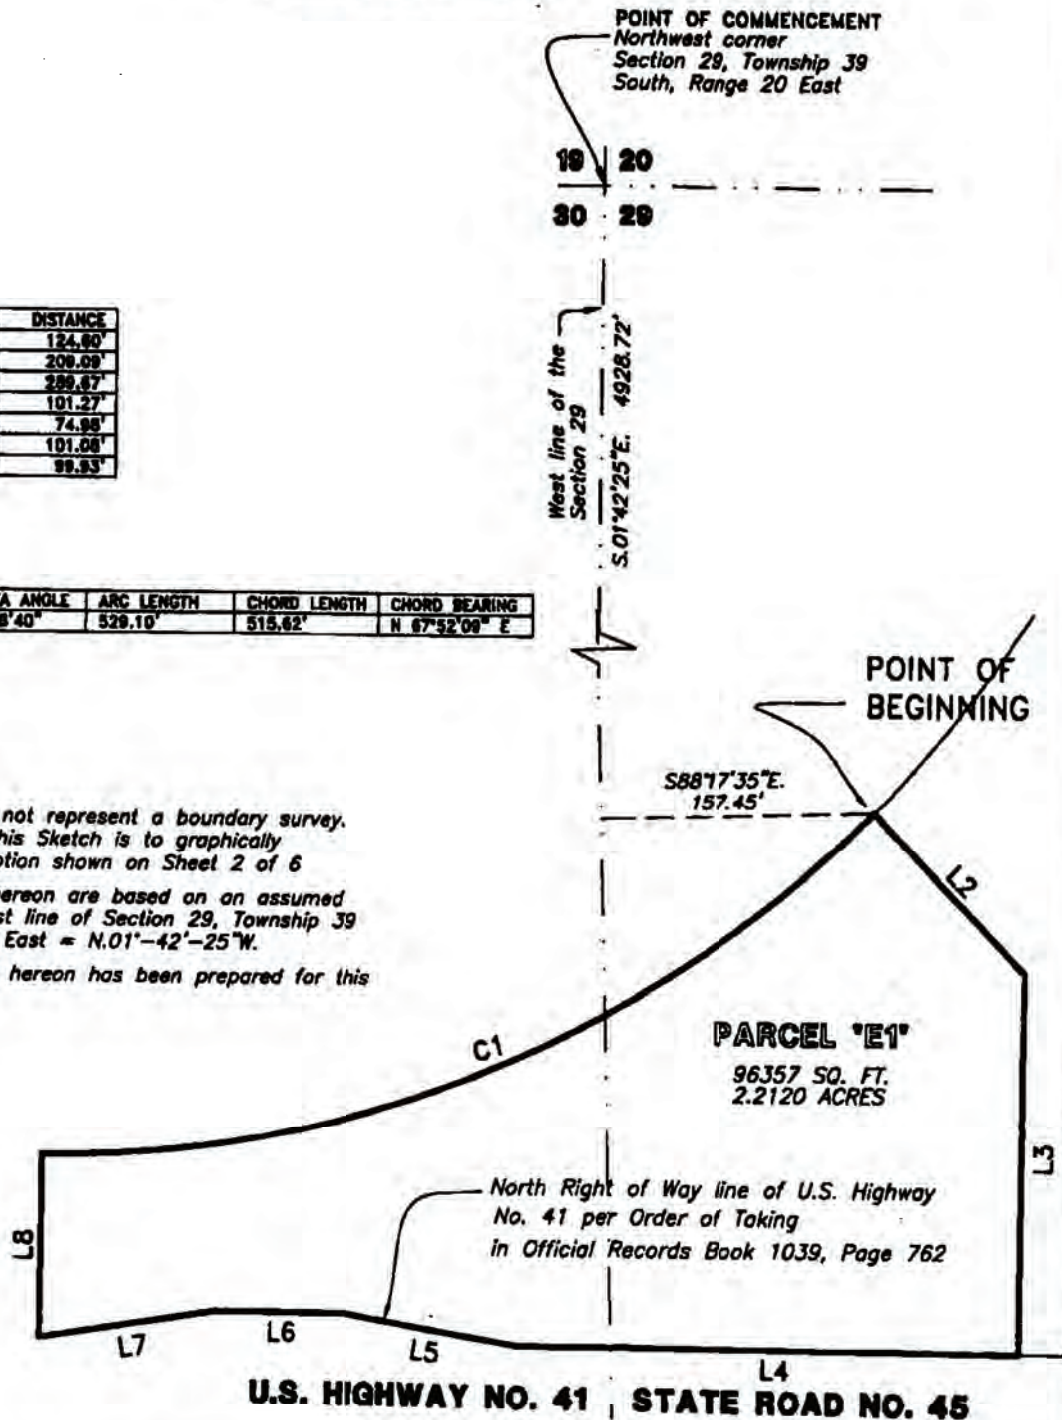 POINT OF COMMENCEMENT
Northwest corner
Section 29, Township 39
South, Range 20 East
19 20
30 29
West line of the
Section 29
S.01°42'25"E. 4928.72'
DISTANCE
124.60'
209.09'
101.27'
101.08'
A ANGLE ARC LENGTH CHORD LENGTH CHORD BEARING
8'40" 529.10' 515.62' N 67°52'09" E
POINT OF
BEGINNING
S88°17'35"E.
157.45'
not represent a boundary survey.
his Sketch is to graphically
ption shown on Sheet 2 of 6
ereon are based on an assumed
st line of Section 29, Township 39
East = N.01°-42'-25"W.
hereon has been prepared for this
L2
C1
PARCEL "E1"
96357 SQ. FT.
2.2120 ACRES
L3
North Right of Way line of U.S. Highway
No. 41 per Order of Taking
in Official Records Book 1039, Page 762
L8
L7
L6
L5
L4
U.S. HIGHWAY NO. 41 STATE ROAD NO. 45